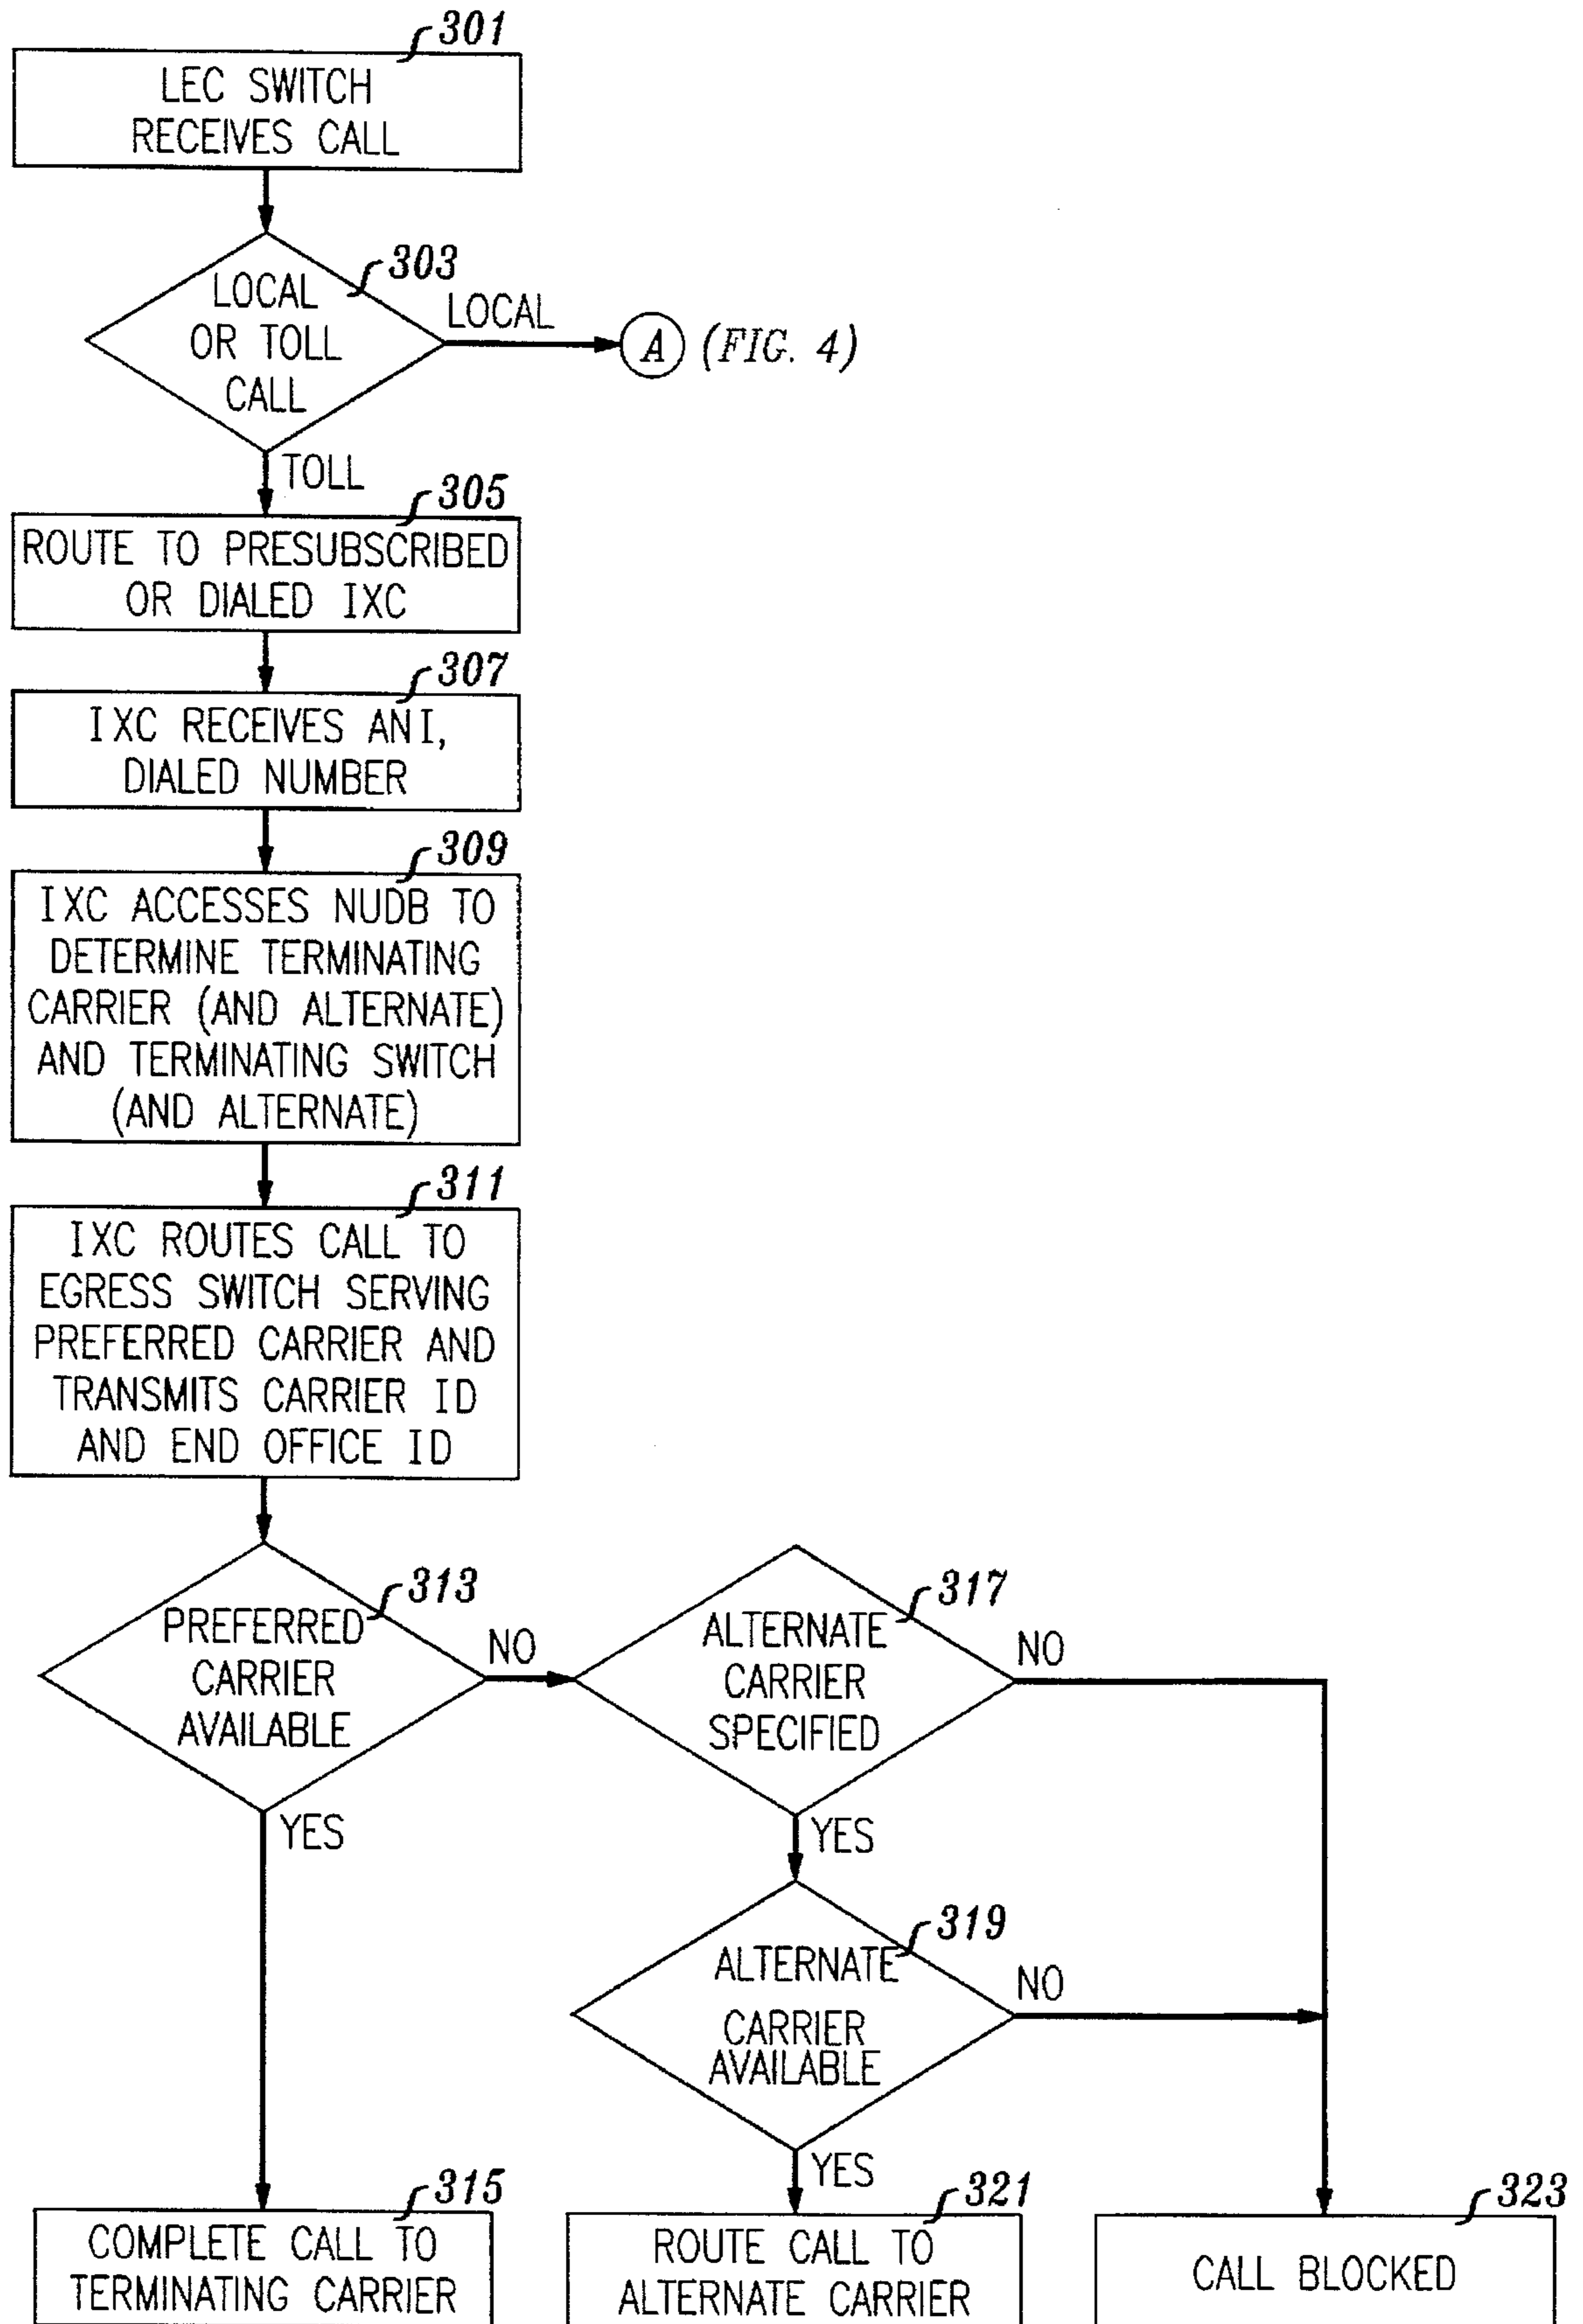 301
LEC SWITCH
RECEIVES CALL
303
LOCAL
OR TOLL
CALL
LOCAL
A (FIG. 4)
TOLL
305
ROUTE TO PRESUBSCRIBED
OR DIALED IXC
307
IXC RECEIVES ANI,
DIALED NUMBER
309
IXC ACCESSES NUDB TO
DETERMINE TERMINATING
CARRIER (AND ALTERNATE)
AND TERMINATING SWITCH
(AND ALTERNATE)
311
IXC ROUTES CALL TO
EGRESS SWITCH SERVING
PREFERRED CARRIER AND
TRANSMITS CARRIER ID
AND END OFFICE ID
313
PREFERRED
CARRIER
AVAILABLE
NO
YES
317
ALTERNATE
CARRIER
SPECIFIED
NO
YES
319
ALTERNATE
CARRIER
AVAILABLE
NO
YES
315
COMPLETE CALL TO
TERMINATING CARRIER
321
ROUTE CALL TO
ALTERNATE CARRIER
323
CALL BLOCKED